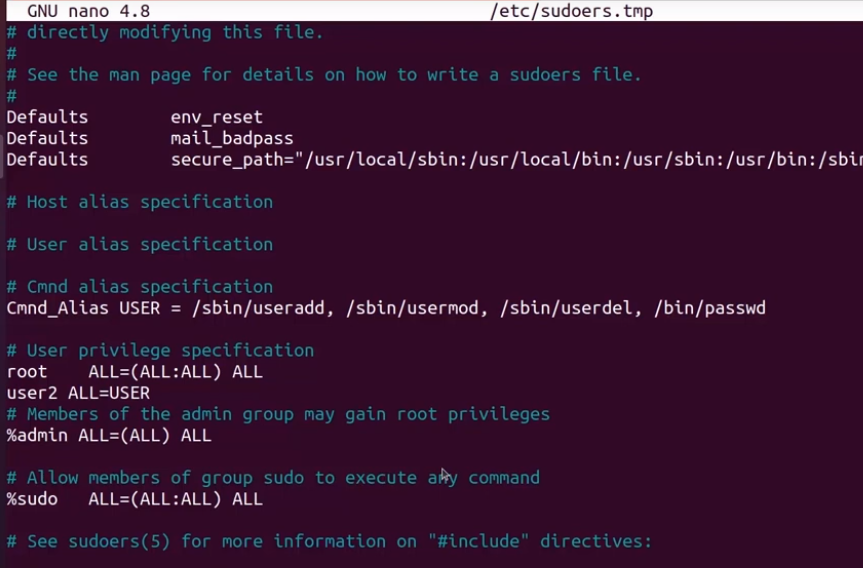 GNU nano 4.8 /etc/sudoers.tmp
# directly modifying this file.
#
# See the man page for details on how to write a sudoers file.
#
Defaults env_reset
Defaults mail_badpass
Defaults secure_path="/usr/local/sbin:/usr/local/bin:/usr/sbin:/usr/bin:/sbin
# Host alias specification
# User alias specification
# Cmnd alias specification
Cmnd_Alias USER = /sbin/useradd, /sbin/usermod, /sbin/userdel, /bin/passwd
# User privilege specification
root ALL=(ALL:ALL) ALL
user2 ALL=USER
# Members of the admin group may gain root privileges
%admin ALL=(ALL) ALL
# Allow members of group sudo to execute any command
%sudo ALL=(ALL:ALL) ALL
# See sudoers(5) for more information on "#include" directives: